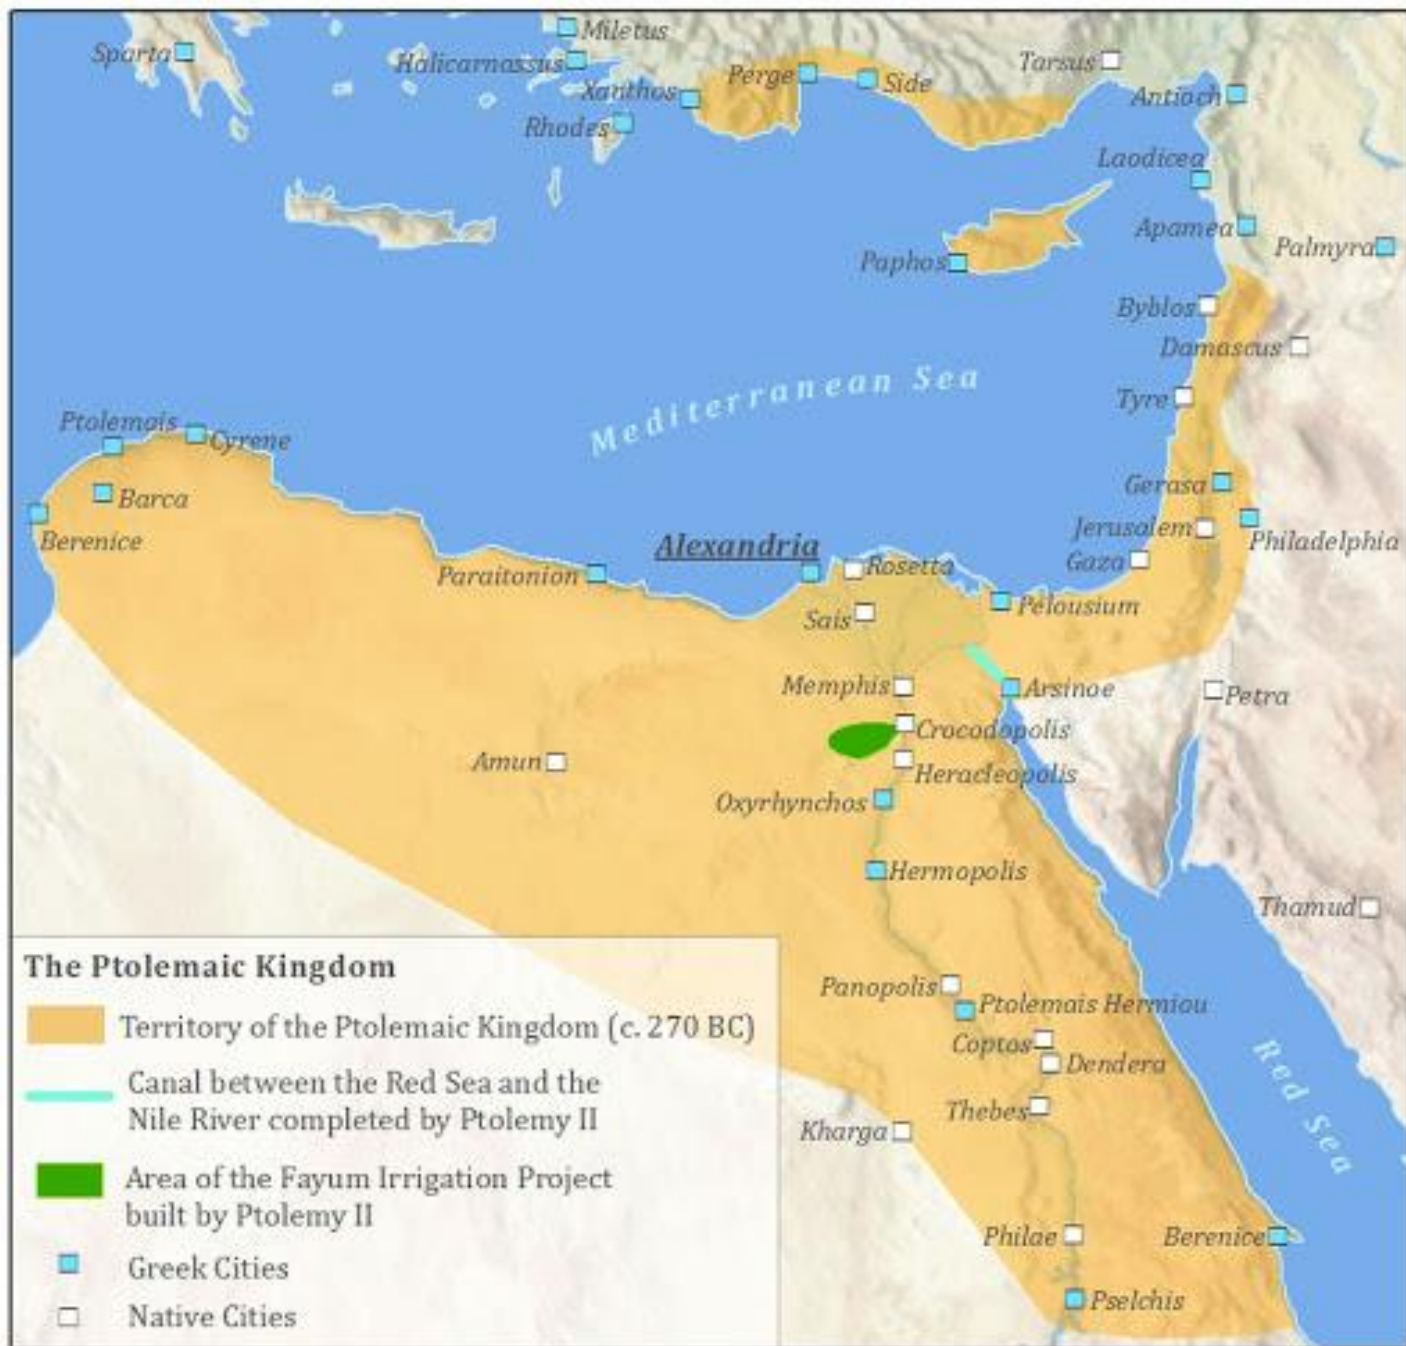 Miletus
Sparta
Halicarnassus
Tarsus
Perge
Side
Xanthos
Antioch
Rhodes
Laodicea
Apamea
Palmyra
Paphos
Byblos
Damascus
Mediterranean Sea
Tyre
Ptolemais
Cyrene
Gerasa
Barca
Jerusalem
Berenice
Philadelphia
Alexandria
Gaza
Rosetta
Paraitonion
Pelousium
Sais
Memphis
Arsinoe
Petra
Crocodopolis
Amun
Heracleopolis
Oxyrhynchos
Hermopolis
Thamud
Panopolis
Ptolemais Hermiou
Coptos
Dendera
Red Sea
Thebes
Kharga
Philae
Berenice
Pselchis
The Ptolemaic Kingdom
Territory of the Ptolemaic Kingdom (c. 270 BC)
Canal between the Red Sea and the
Nile River completed by Ptolemy II
Area of the Fayum Irrigation Project
built by Ptolemy II
Greek Cities
Native Cities